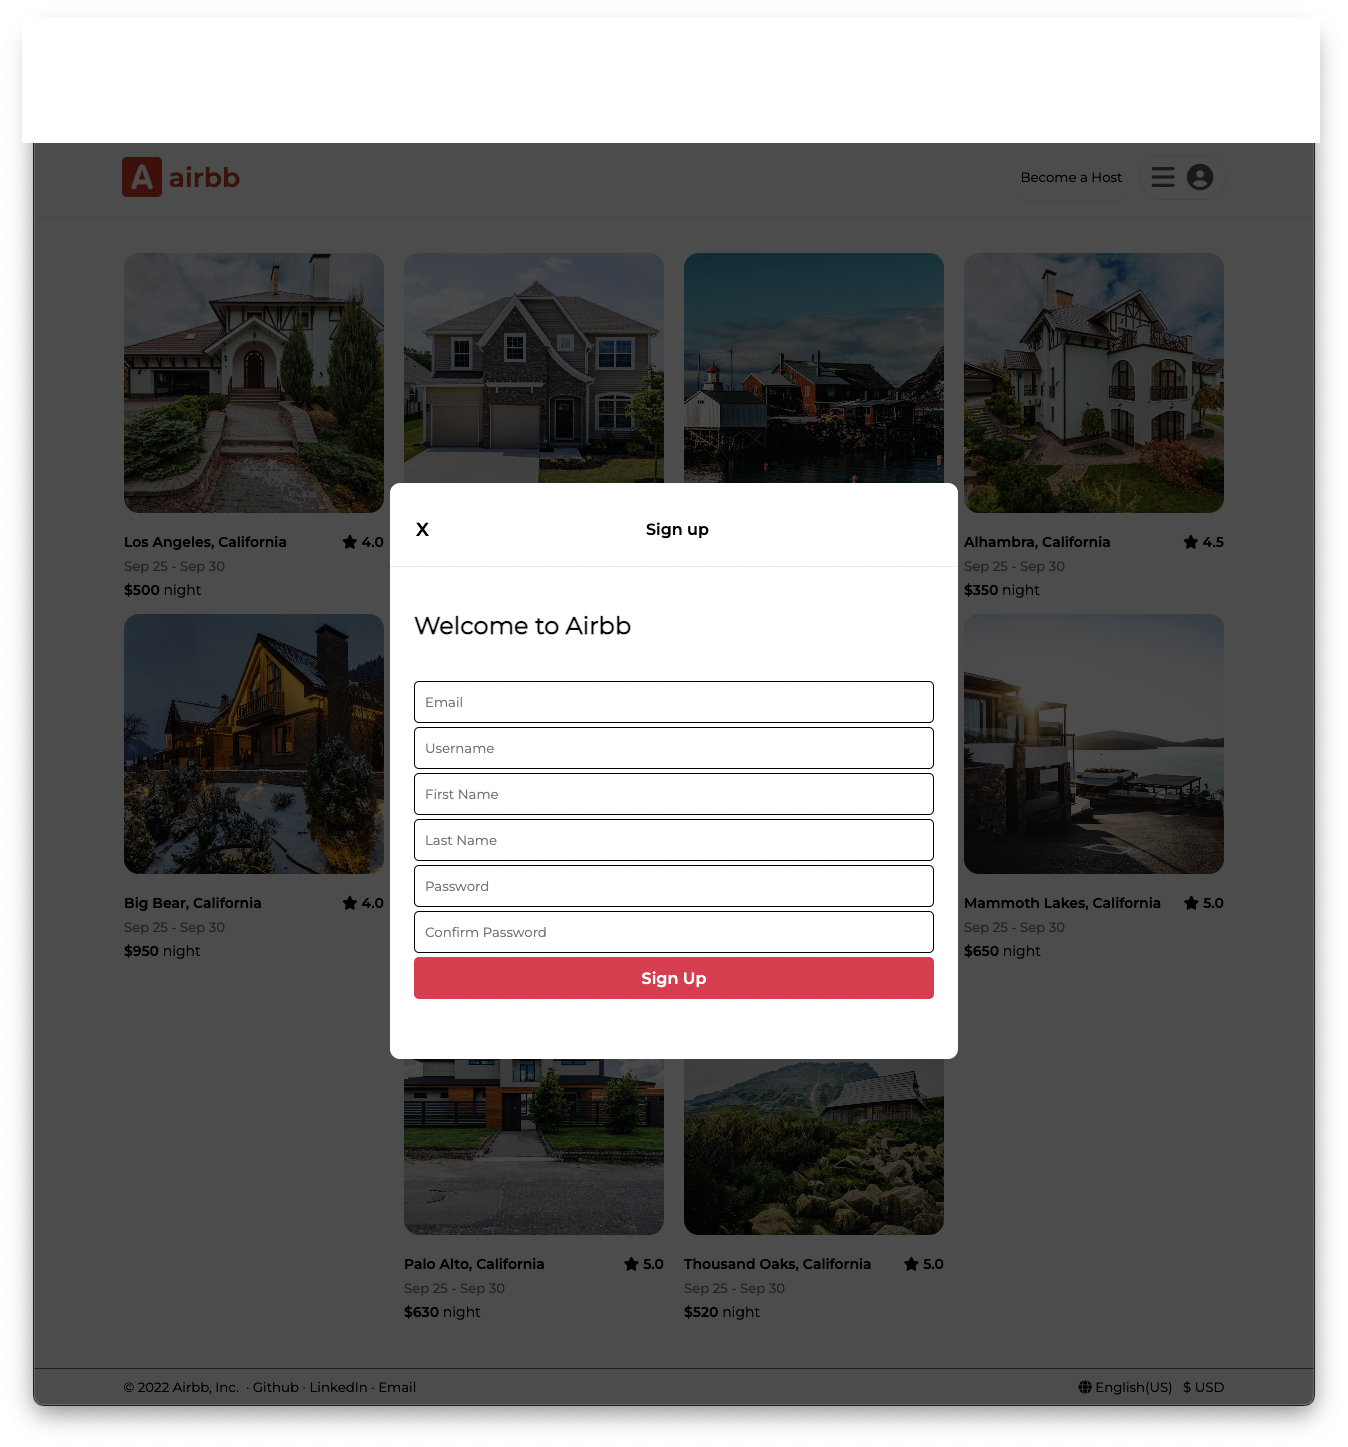 A airbb
Become a Host
Los Angeles, California 4.0
Sep 25 - Sep 30
$500 night
Alhambra, California 4.5
Sep 25 - Sep 30
$350 night
X Sign up
Welcome to Airbb
Email
Username
First Name
Last Name
Password
Confirm Password
Sign Up
Big Bear, California 4.0
Sep 25 - Sep 30
$950 night
Mammoth Lakes, California 5.0
Sep 25 - Sep 30
$650 night
Palo Alto, California 5.0
Sep 25 - Sep 30
$630 night
Thousand Oaks, California 5.0
Sep 25 - Sep 30
$520 night
© 2022 Airbb, Inc. · Github · LinkedIn · Email
English(US) $ USD